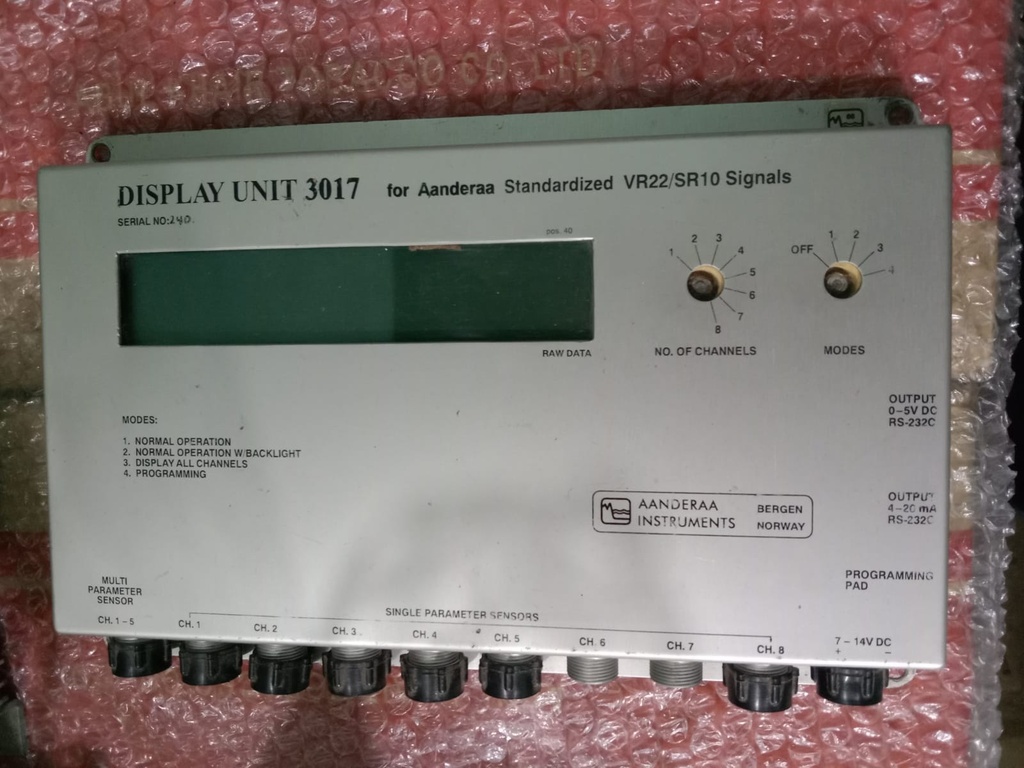 CO LTD
DISPLAY UNIT 3017 for Aanderaa Standardized VR22/SR10 Signals
SERIAL NO: 240.
pos. 40
RAW DATA
1 2 3 4 5 6 7 8
NO. OF CHANNELS
OFF 1 2 3 4
MODES
MODES:
1. NORMAL OPERATION
2. NORMAL OPERATION W/BACKLIGHT
3. DISPLAY ALL CHANNELS
4. PROGRAMMING
OUTPUT
0-5V DC
RS-232C
OUTPUT
4-20 mA
RS-232C
AANDERAA
INSTRUMENTS
BERGEN
NORWAY
PROGRAMMING
PAD
MULTI
PARAMETER
SENSOR
CH. 1-5
SINGLE PARAMETER SENSORS
CH. 1 CH. 2 CH. 3 CH. 4 CH. 5 CH. 6 CH. 7 CH. 8
7-14V DC
+ -